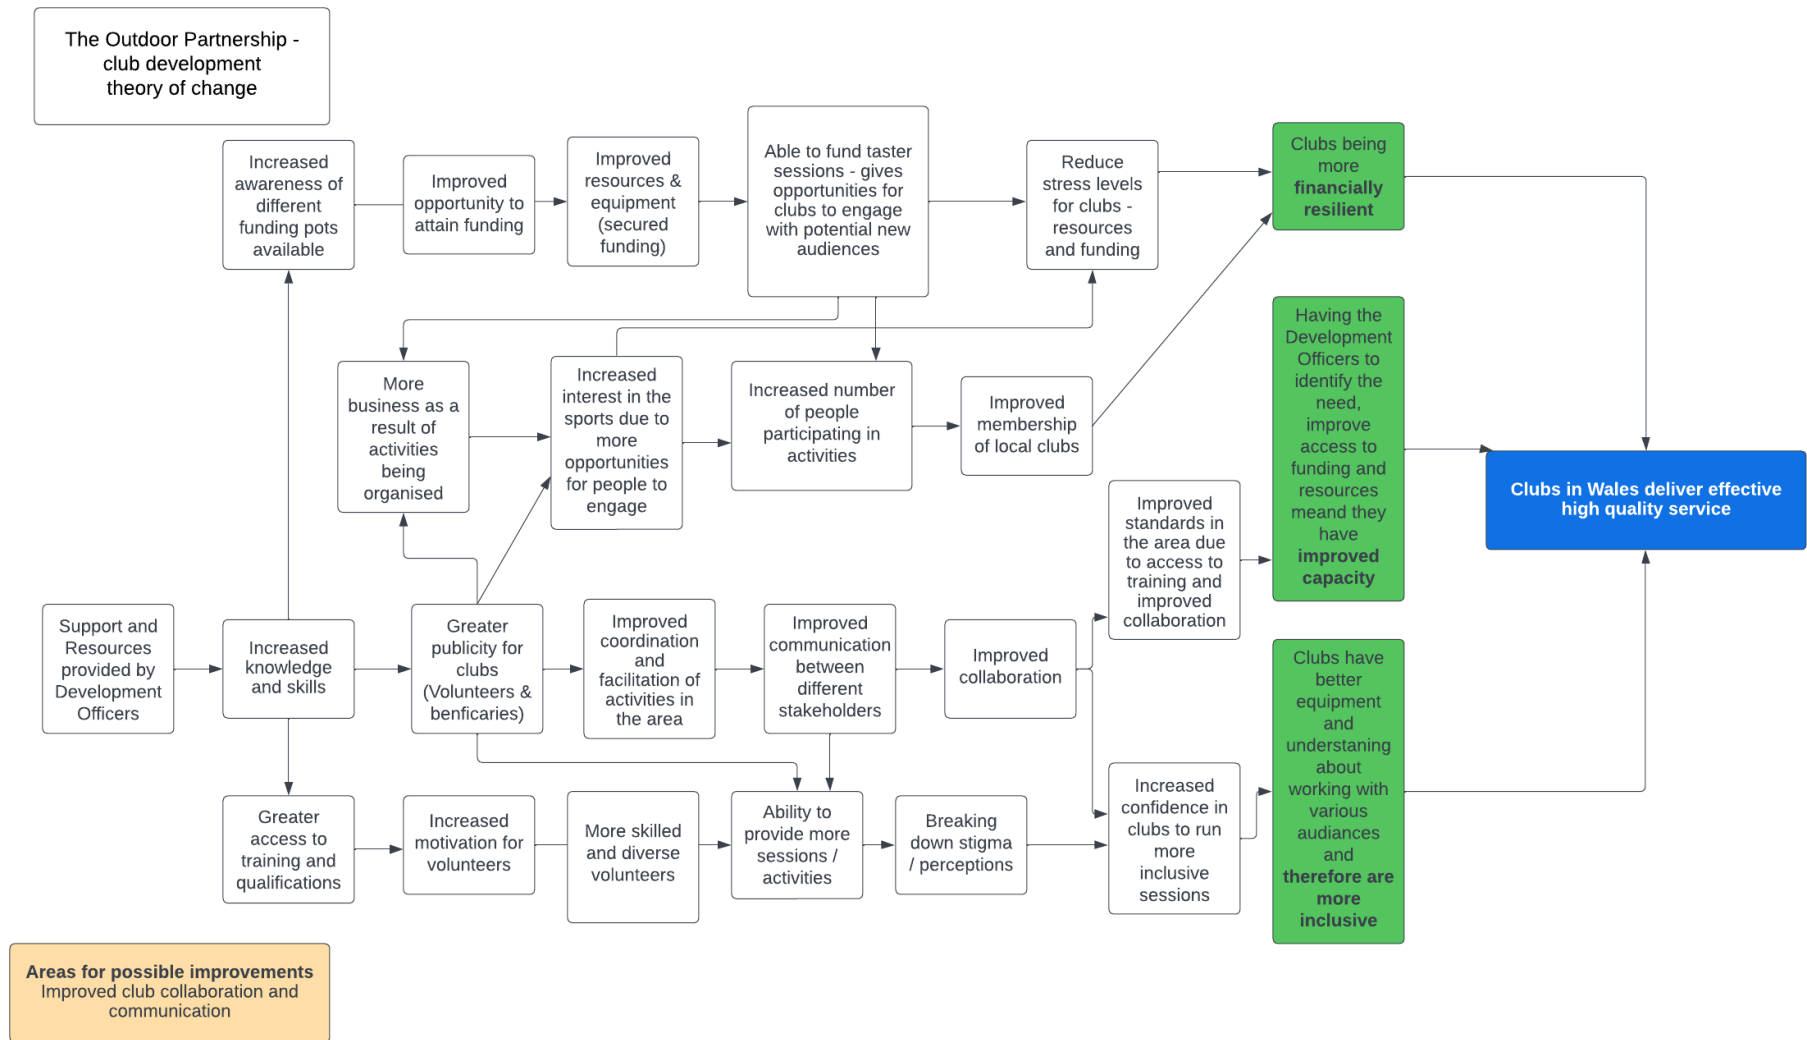 The Outdoor Partnership -
club development
theory of change
Increased
awareness of
different
funding pots
available
Improved
opportunity to
attain funding
Improved
resources &
equipment
(secured
funding)
Able to fund taster
sessions - gives
opportunities for
clubs to engage
with potential new
audiences
Reduce
stress levels
for clubs -
resources
and funding
Clubs being
more
financially
resilient
More
business as a
result of
activities
being
organised
Increased
interest in the
sports due to
more
opportunities
for people to
engage
Increased number
of people
participating in
activities
Improved
membership
of local clubs
Having the
Development
Officers to
identify the
need,
improve
access to
funding and
resources
meand they
have
improved
capacity
Clubs in Wales deliver effective
high quality service
Improved
standards in
the area due
to access to
training and
improved
collaboration
Support and
Resources
provided by
Development
Officers
Increased
knowledge
and skills
Greater
publicity for
clubs
(Volunteers &
benficaries)
Improved
coordination
and
facilitation of
activities in
the area
Improved
communication
between
different
stakeholders
Improved
collaboration
Clubs have
better
equipment
and
understaning
about
working with
various
audiances
and
therefore are
more
inclusive
Greater
access to
training and
qualifications
Increased
motivation for
volunteers
More skilled
and diverse
volunteers
Ability to
provide more
sessions /
activities
Breaking
down stigma
/ perceptions
Increased
confidence in
clubs to run
more
inclusive
sessions
Areas for possible improvements
Improved club collaboration and
communication